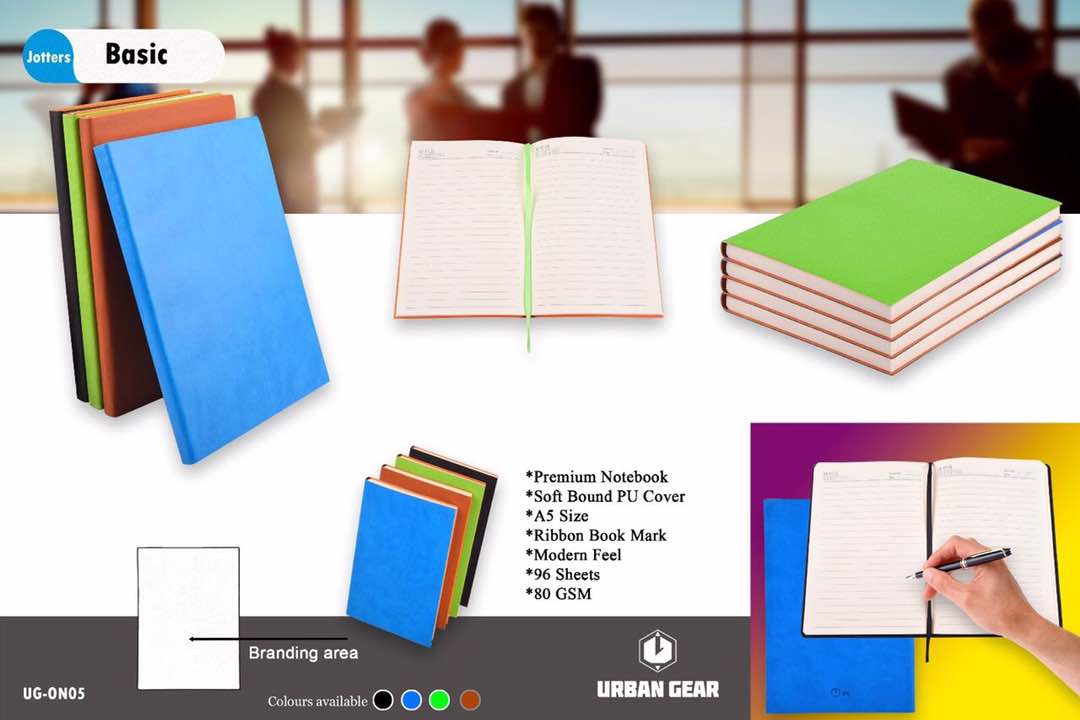 Jotters
Basic
*Premium Notebook
*Soft Bound PU Cover
*A5 Size
*Ribbon Book Mark
*Modern Feel
*96 Sheets
*80 GSM
Branding area
UG-ON05
Colours available
URBAN GEAR